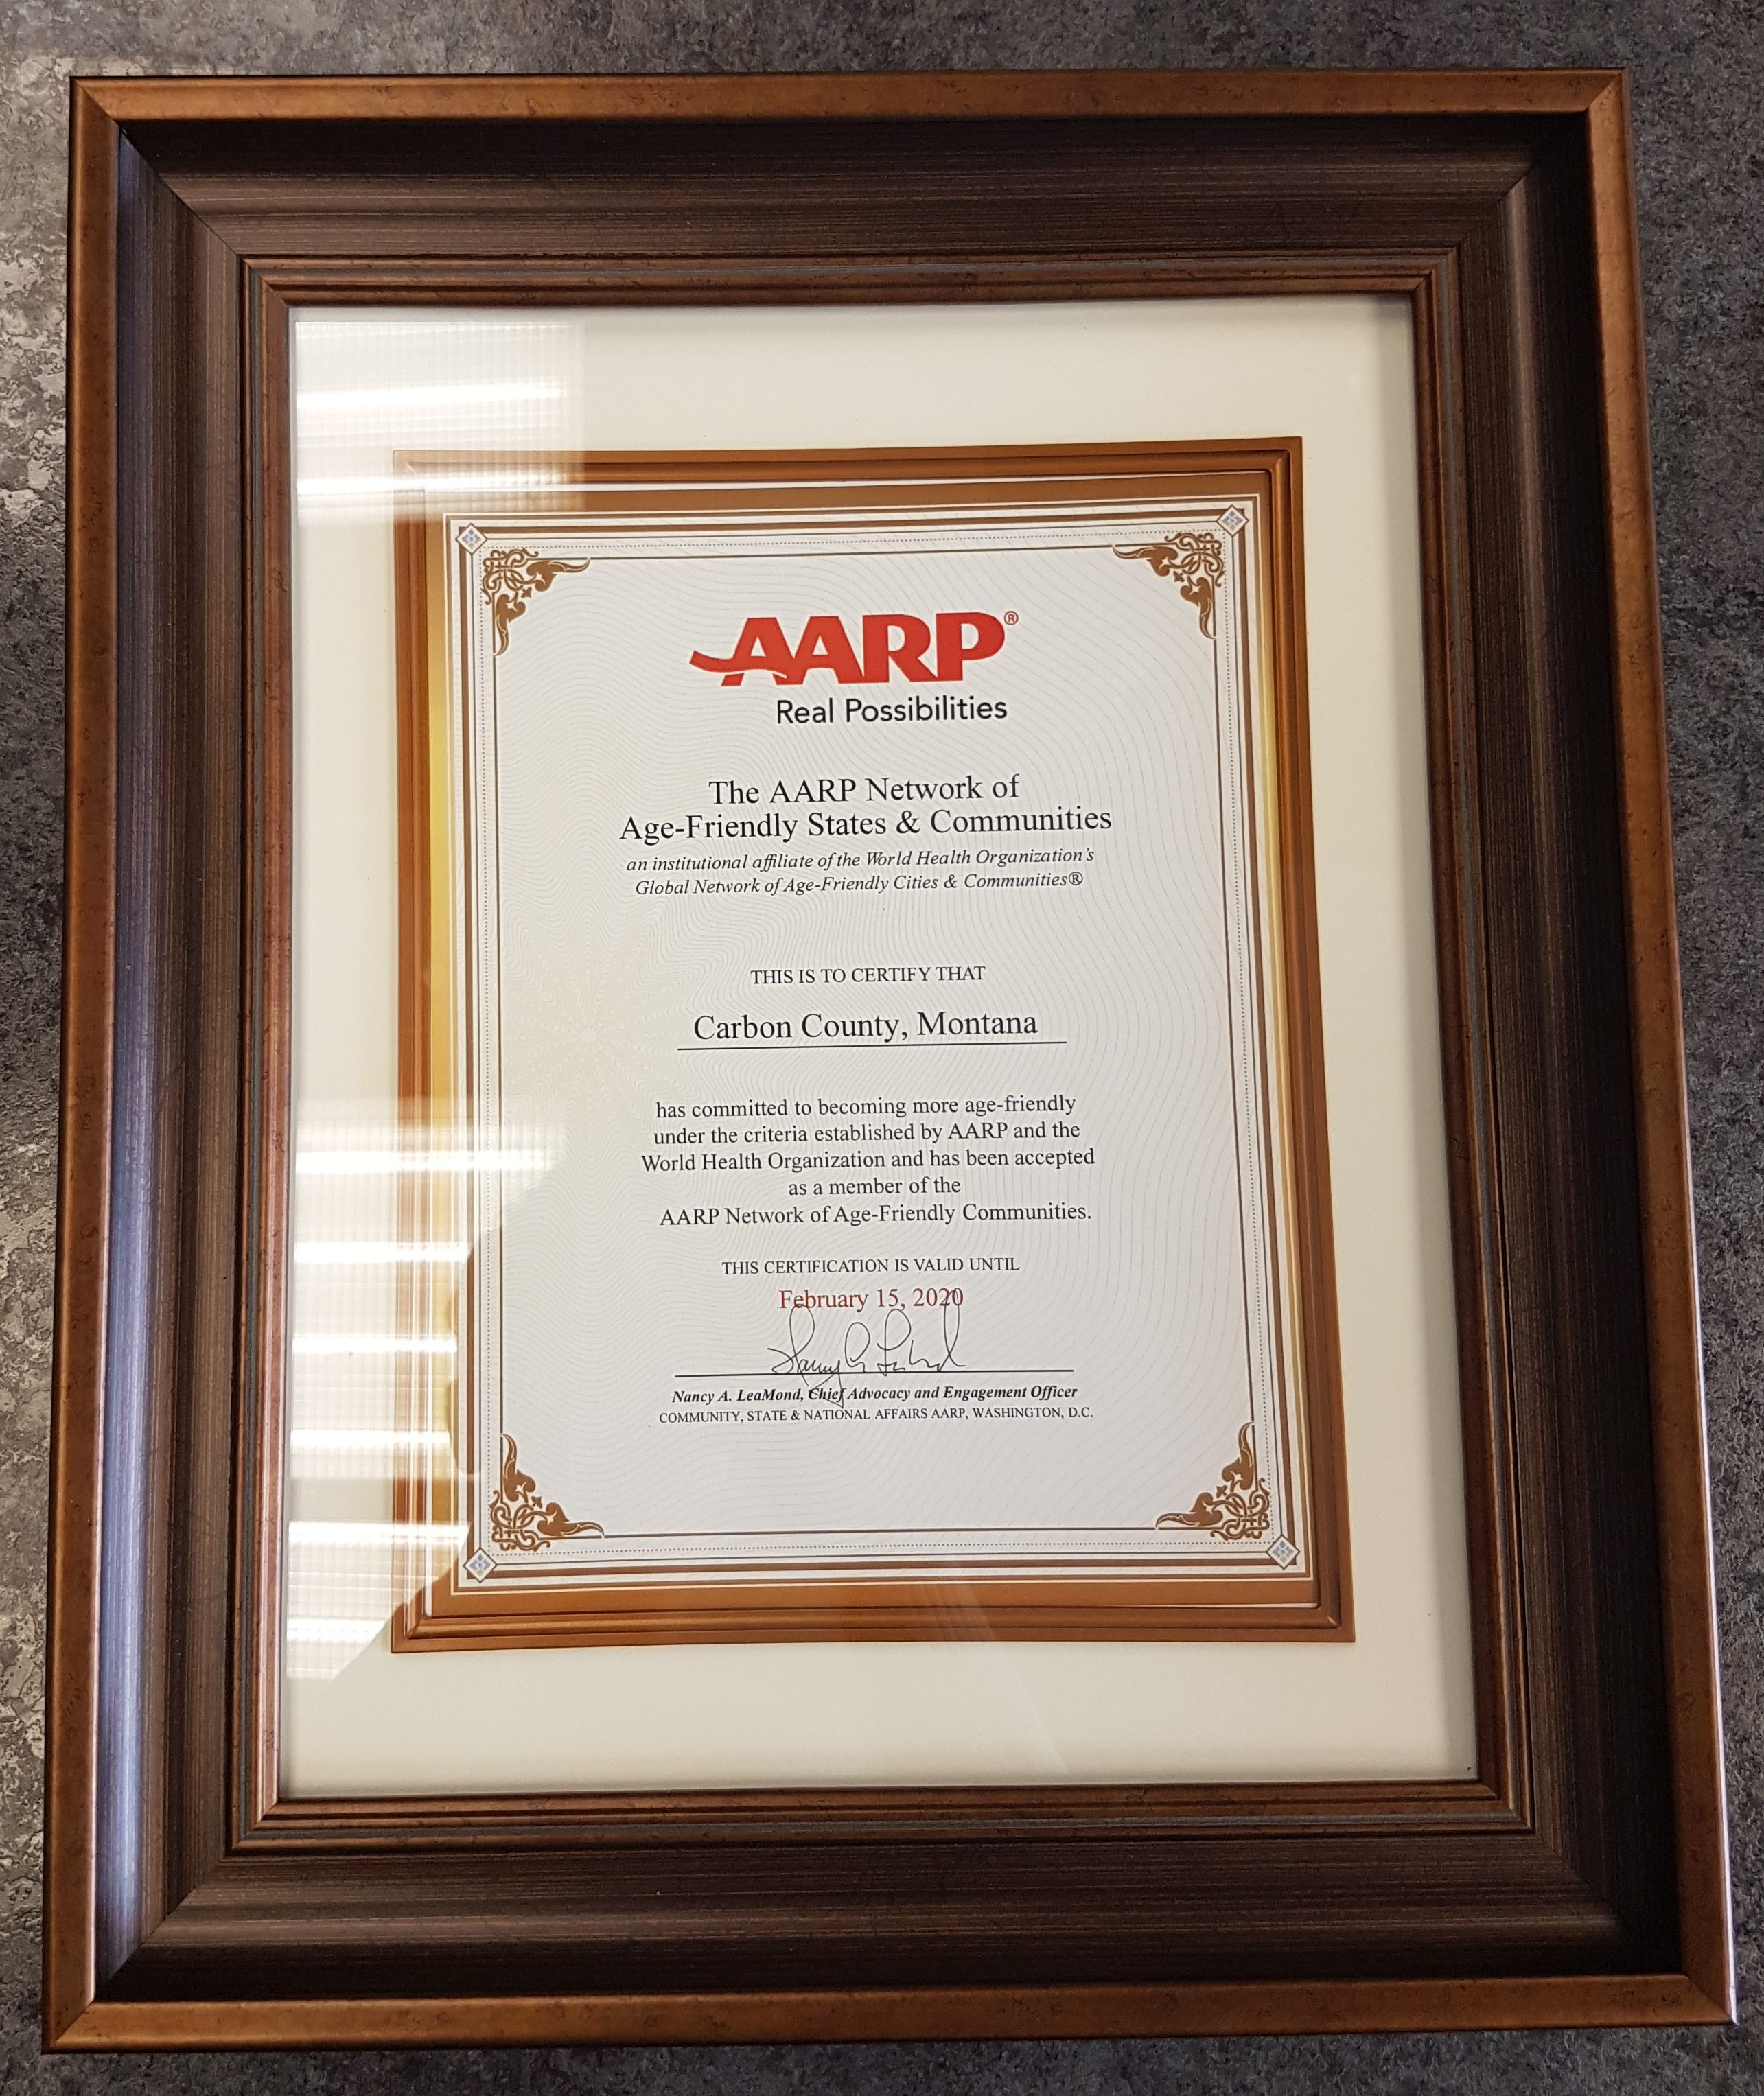 AARP®
Real Possibilities
The AARP Network of
Age-Friendly States & Communities
an institutional affiliate of the World Health Organization's
Global Network of Age-Friendly Cities & Communities®
THIS IS TO CERTIFY THAT
Carbon County, Montana
has committed to becoming more age-friendly
under the criteria established by AARP and the
World Health Organization and has been accepted
as a member of the
AARP Network of Age-Friendly Communities.
THIS CERTIFICATION IS VALID UNTIL
February 15, 2020
Nancy A. LeaMond, Chief Advocacy and Engagement Officer
COMMUNITY, STATE & NATIONAL AFFAIRS AARP, WASHINGTON, D.C.